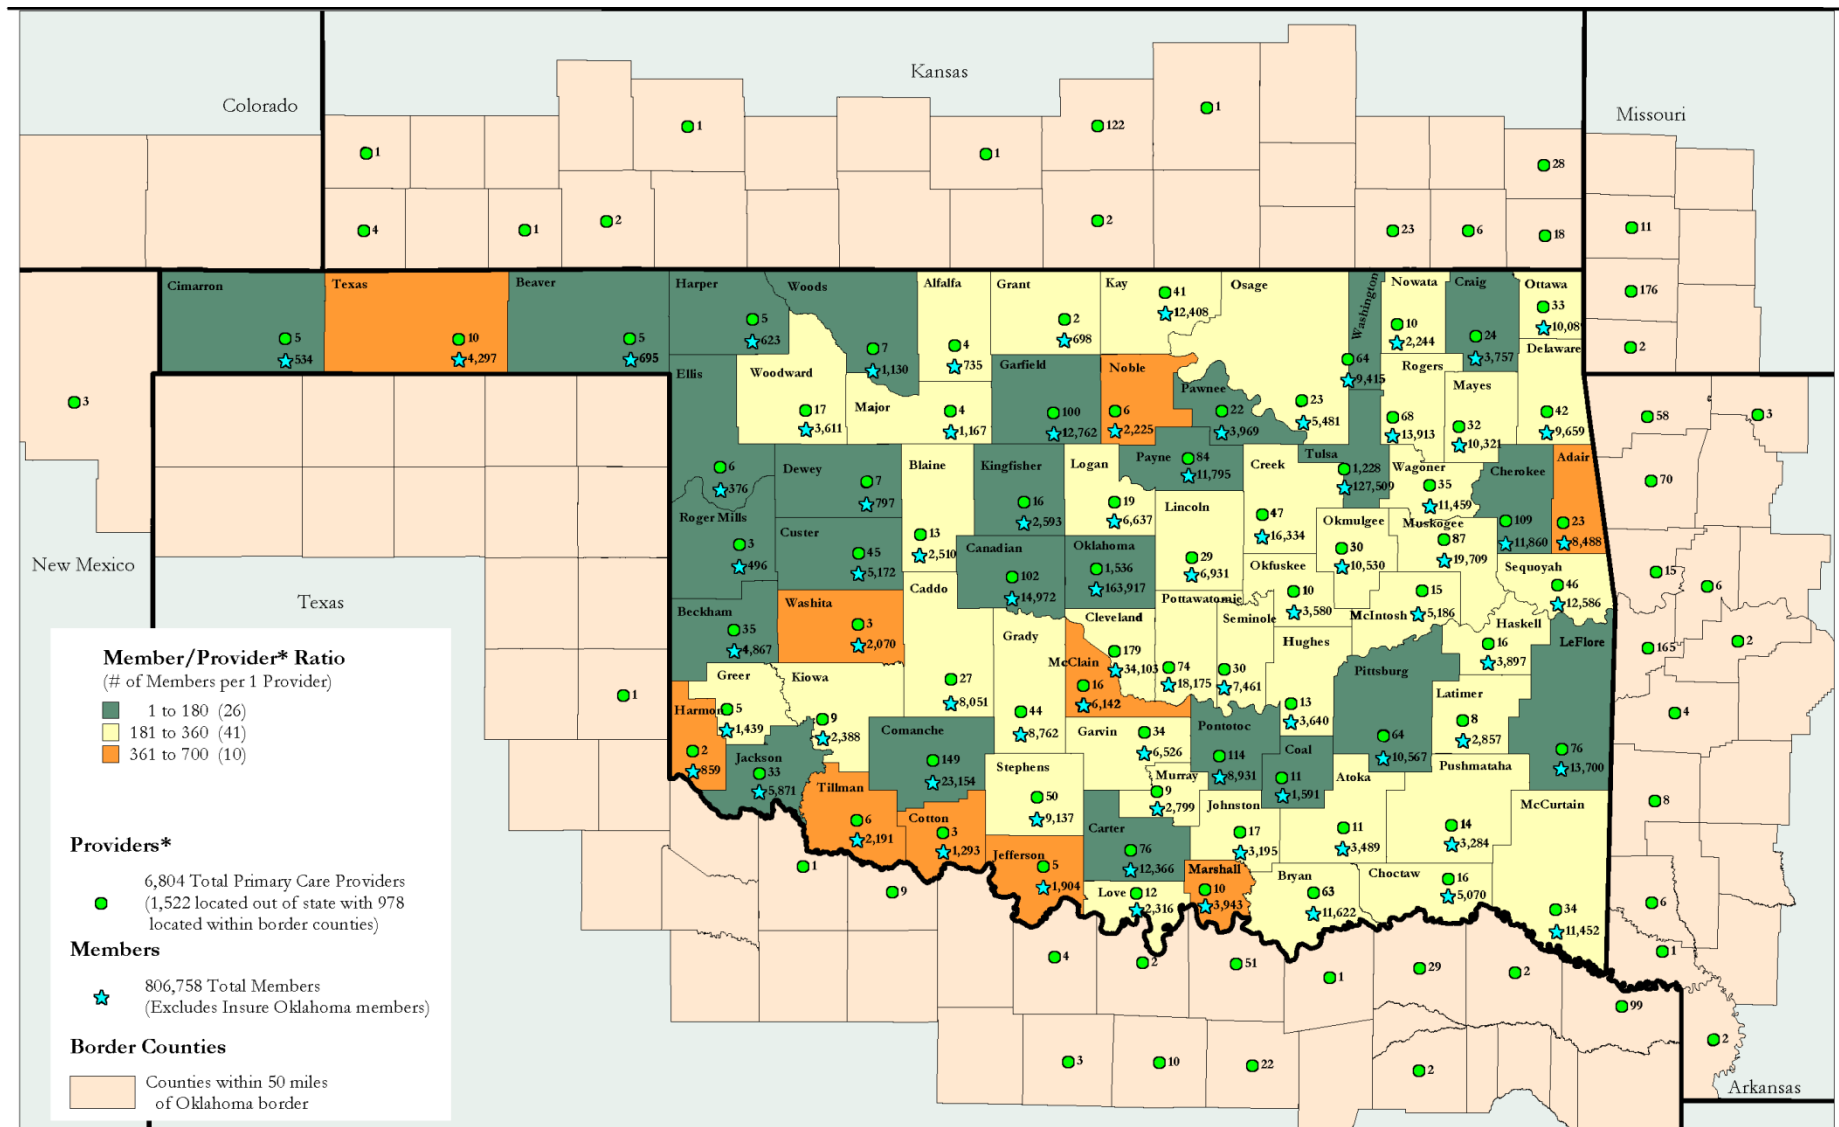 Kansas
Colorado
Missouri
1
122
1
1
1
28
4
1
2
2
23
6
18
11
176
2
3
Cimarron
5
534
Texas
10
4,297
Beaver
5
695
Harper
5
623
Woods
7
1,130
Alfalfa
4
735
Grant
2
698
Kay
41
12,408
Osage
23
5,481
Washington
64
9,415
Nowata
10
2,244
Craig
24
3,757
Ottawa
33
Delaware
42
9,659
Ellis
6
376
Woodward
17
3,611
Major
4
1,167
Garfield
100
12,762
Noble
6
2,225
Pawnee
22
3,969
Rogers
68
13,913
Mayes
32
10,321
Dewey
7
797
Blaine
13
2,510
Kingfisher
16
2,593
Logan
19
6,637
Payne
84
11,795
Creek
47
16,334
Tulsa
1,228
127,509
Wagoner
35
11,459
Cherokee
109
11,860
Adair
23
8,488
Roger Mills
3
496
Custer
45
5,172
Canadian
102
14,972
Oklahoma
1,536
163,917
Lincoln
29
6,931
Okmulgee
30
10,530
Muskogee
87
19,709
Okfuskee
10
3,580
Sequoyah
46
12,586
New Mexico
Texas
Beckham
35
4,867
Washita
3
2,070
Caddo
27
8,051
Grady
44
8,762
Cleveland
179
34,103
Pottawatomie
74
18,175
Seminole
30
7,461
McIntosh
15
5,186
Hughes
13
3,640
Haskell
16
3,897
LeFlore
76
13,700
McClain
16
6,142
Pittsburg
64
10,567
Latimer
8
2,857
Greer
5
1,439
Kiowa
9
2,388
Harmon
2
859
Jackson
33
5,871
Comanche
149
23,154
Garvin
34
6,526
Pontotoc
114
8,931
Coal
11
1,591
Tillman
6
2,191
Cotton
3
1,293
Stephens
50
9,137
Murray
9
2,799
Johnston
17
3,195
Atoka
11
3,489
Pushmataha
14
3,284
McCurtain
34
11,452
Jefferson
5
1,904
Carter
76
12,366
Love
12
2,316
Marshall
10
3,943
Bryan
63
11,622
Choctaw
16
5,070
58
3
70
15
6
165
2
4
8
6
1
1
1
9
4
2
51
1
29
2
99
2
3
10
22
2
Arkansas
Member/Provider* Ratio
(# of Members per 1 Provider)
1 to 180 (26)
181 to 360 (41)
361 to 700 (10)
Providers*
6,804 Total Primary Care Providers
(1,522 located out of state with 978
located within border counties)
Members
806,758 Total Members
(Excludes Insure Oklahoma members)
Border Counties
Counties within 50 miles
of Oklahoma border